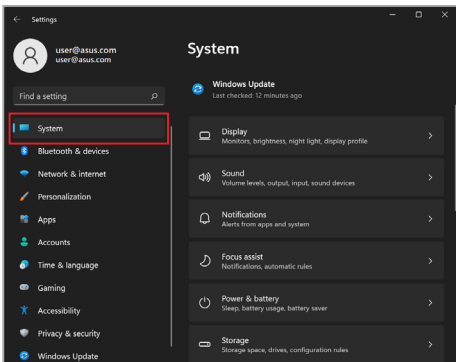 Settings
user@asus.com
user@asus.com
Find a setting
System
Bluetooth & devices
Network & internet
Personalization
Apps
Accounts
Time & language
Gaming
Accessibility
Privacy & security
Windows Update
System
Windows Update
Last checked: 12 minutes ago
Display
Monitors, brightness, night light, display profile
Sound
Volume levels, output, input, sound devices
Notifications
Alerts from apps and system
Focus assist
Notifications, automatic rules
Power & battery
Sleep, battery usage, battery saver
Storage
Storage space, drives, configuration rules